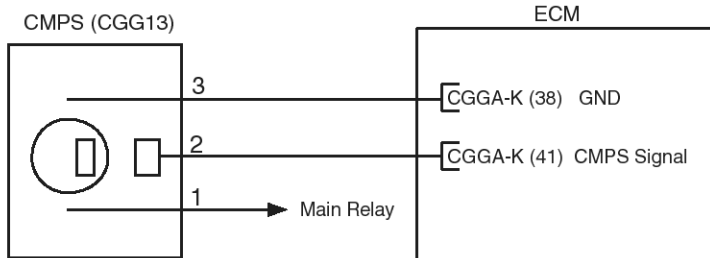 CMPS (CGG13)
ECM
3
CGGA-K (38) GND
2
CGGA-K (41) CMPS Signal
1
Main Relay